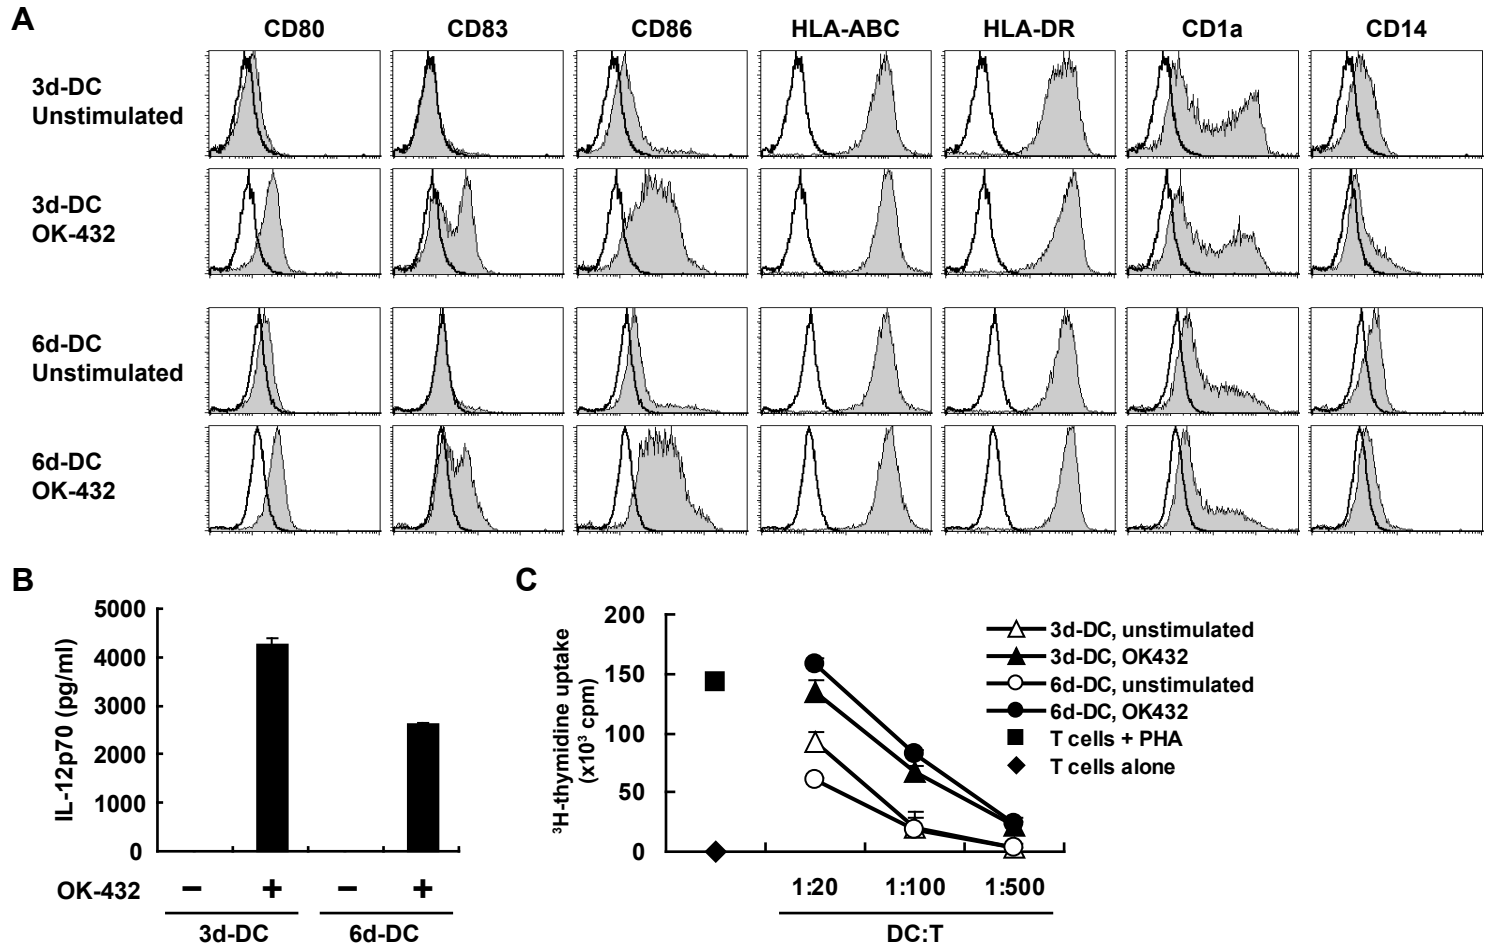 A
CD80 CD83 CD86 HLA-ABC HLA-DR CD1a CD14
3d-DC
Unstimulated
3d-DC
OK-432
6d-DC
Unstimulated
6d-DC
OK-432
B
IL-12p70 (pg/ml)
5000
4000
3000
2000
1000
0
OK-432 − + − +
3d-DC 6d-DC
C
³H-thymidine uptake
(x10³ cpm)
200
150
100
50
0
1:20 1:100 1:500
DC:T
3d-DC, unstimulated
3d-DC, OK432
6d-DC, unstimulated
6d-DC, OK432
T cells + PHA
T cells alone